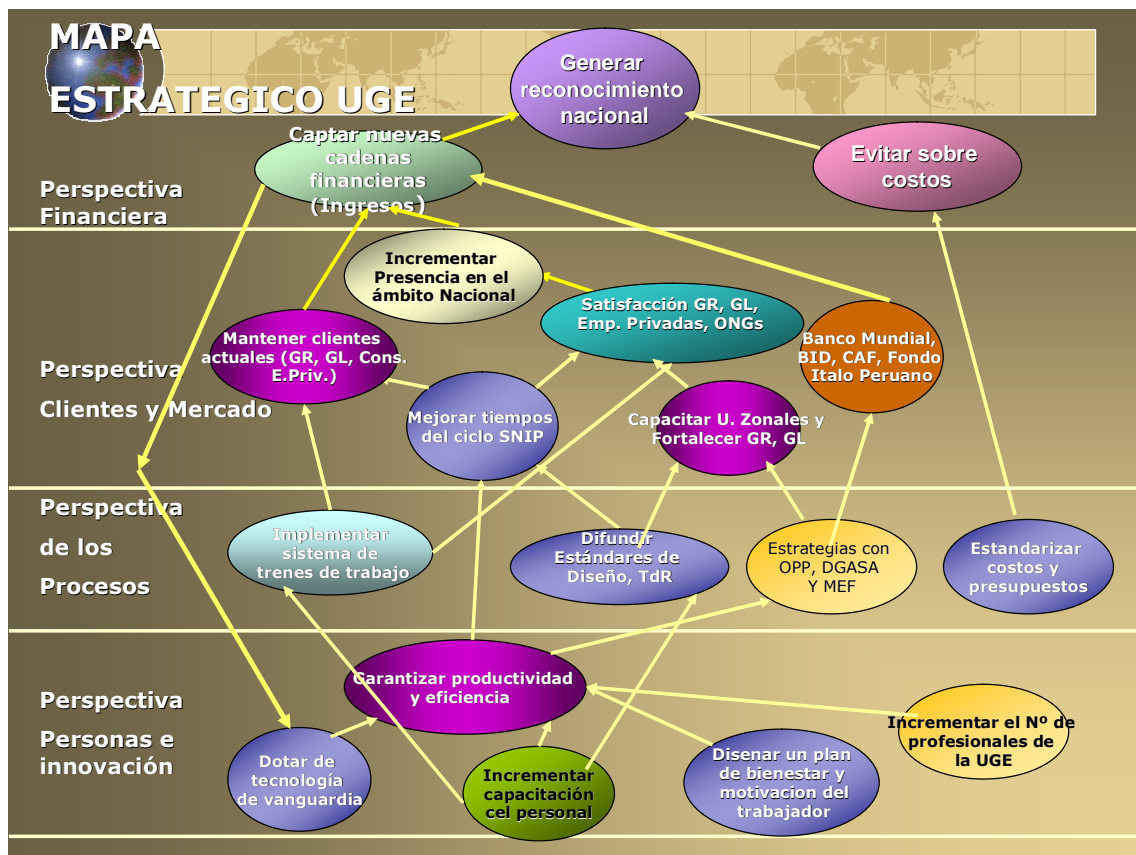 MAPA
ESTRATEGICO UGE
Generar
reconocimiento
nacional
Captar nuevas
cadenas
financieras
(Ingresos)
Evitar sobre
costos
Perspectiva
Financiera
Incrementar
Presencia en el
ámbito Nacional
Satisfacción GR, GL,
Emp. Privadas, ONGs
Mantener clientes
actuales (GR, GL, Cons.
E.Priv.)
Banco Mundial,
BID, CAF, Fondo
Italo Peruano
Perspectiva
Clientes y Mercado
Mejorar tiempos
del ciclo SNIP
Capacitar U. Zonales y
Fortalecer GR, GL
Perspectiva
de los
Procesos
Implementar
sistema de
trenes de trabajo
Difundir
Estándares de
Diseño, TdR
Estrategias con
OPP, DGASA
Y MEF
Estandarizar
costos y
presupuestos
Perspectiva
Personas e
innovación
Garantizar productividad
y eficiencia
Incrementar el Nº de
profesionales de
la UGE
Dotar de
tecnología
de vanguardia
Incrementar
capacitación
cel personal
Disenar un plan
de bienestar y
motivacion del
trabajador